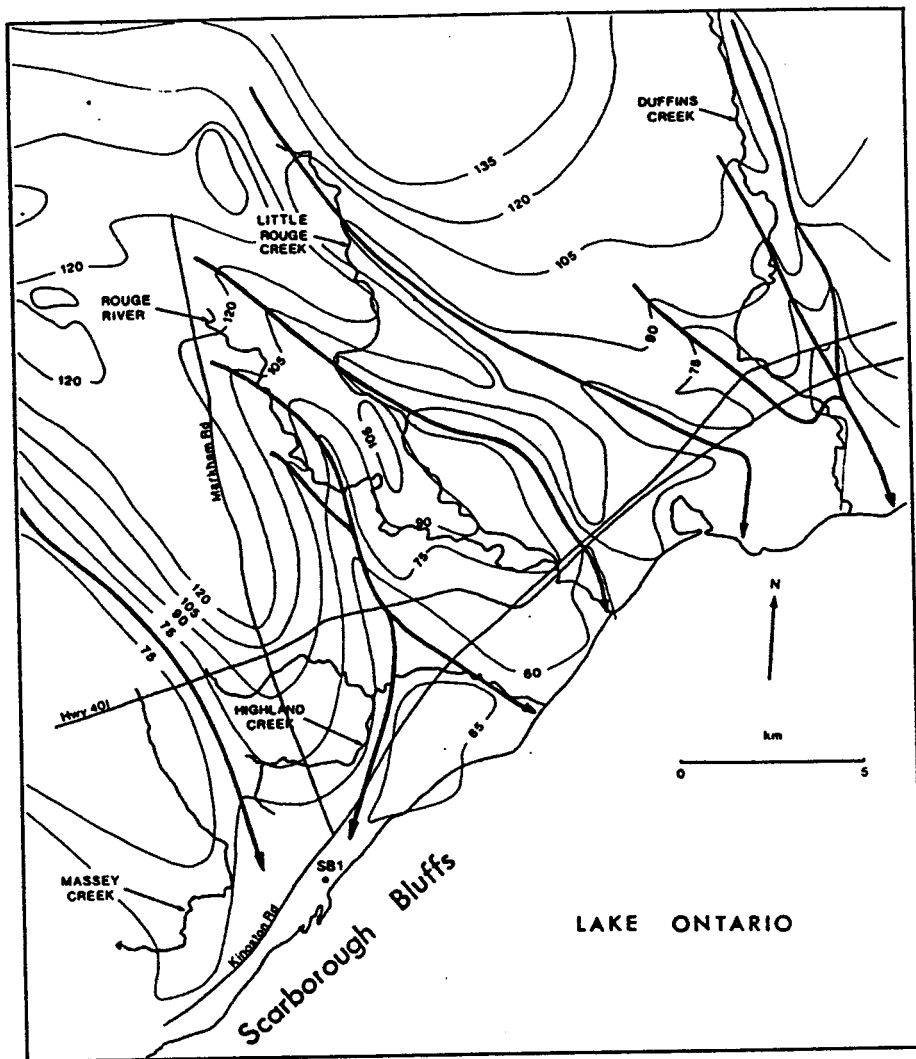 DUFFINS
CREEK
135
120
105
LITTLE
ROUGE
CREEK
120
ROUGE
RIVER
120
120
105
90
75
105
Markham Rd
90
75
120
105
90
75
75
N
60
Hwy 401
HIGHLAND
CREEK
65
km
0 5
MASSEY
CREEK
SB1
Kingston Rd
Scarborough Bluffs
LAKE ONTARIO